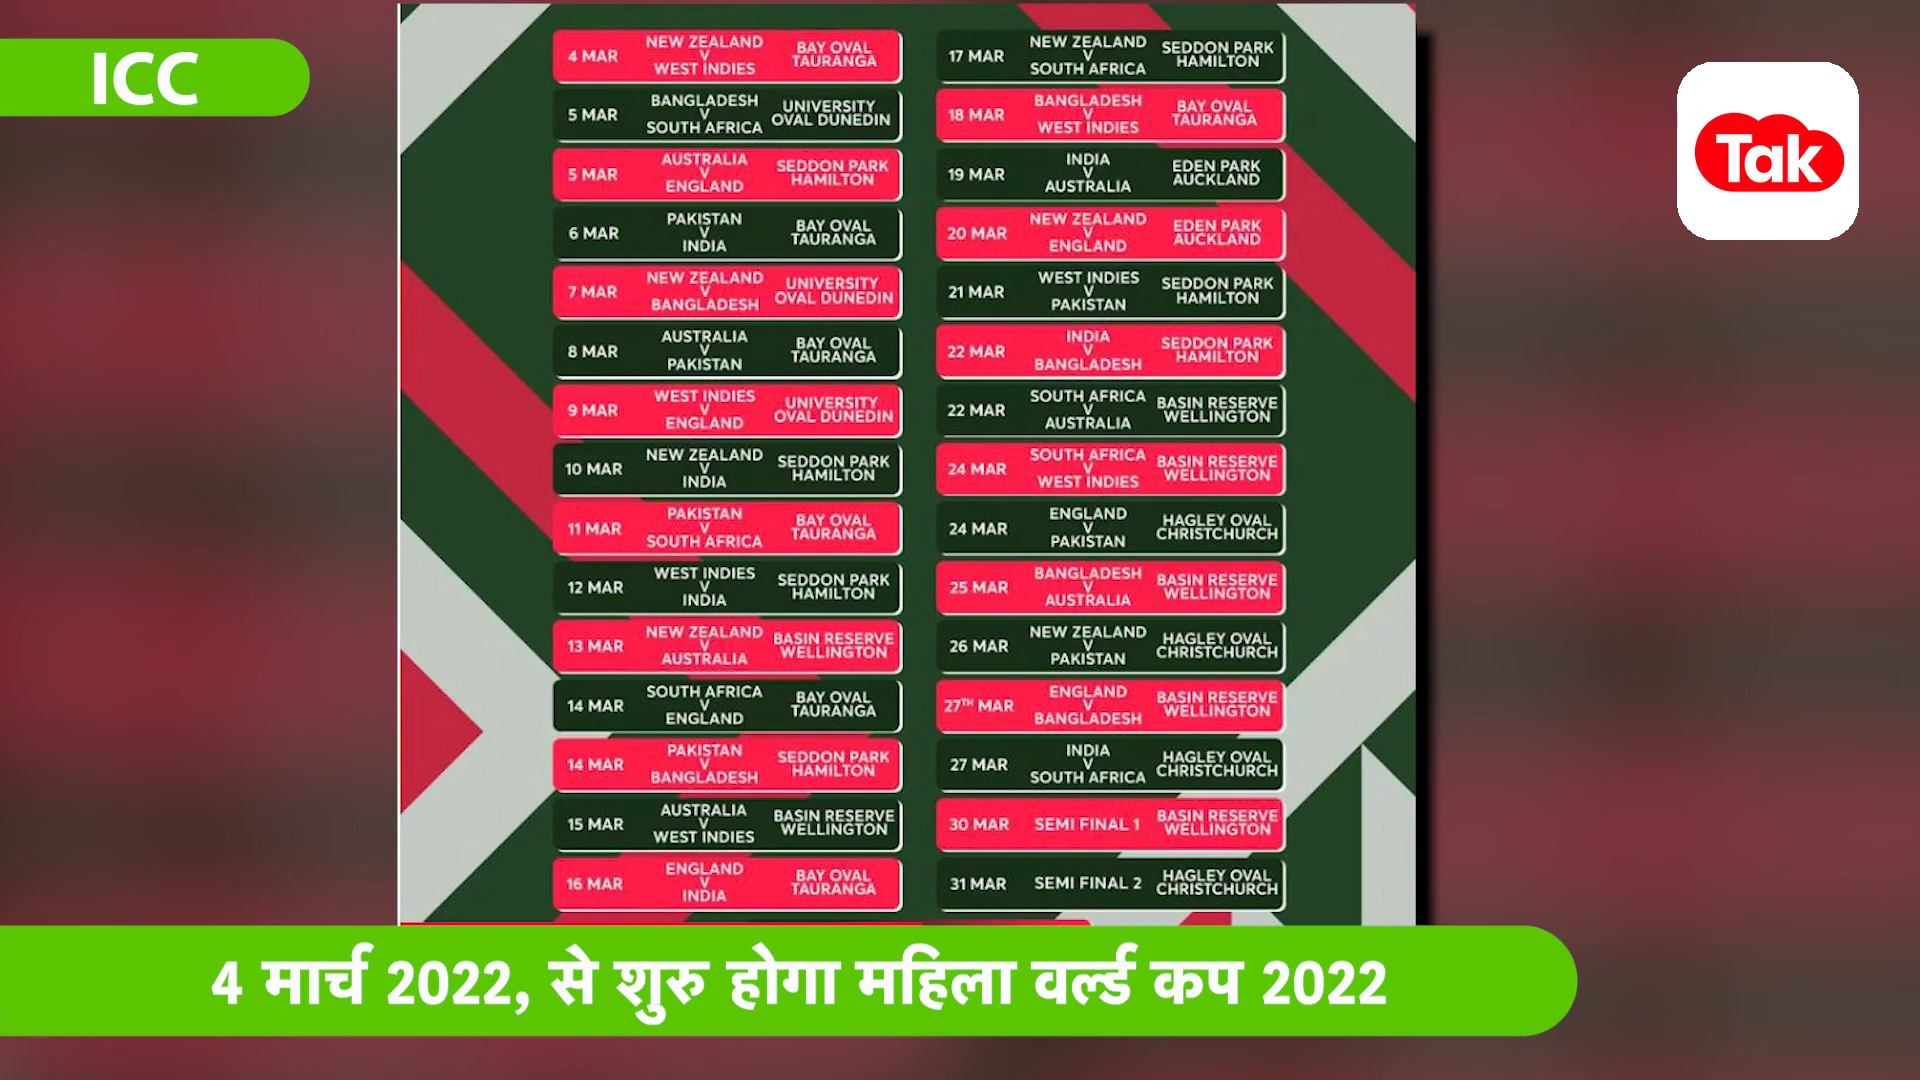 ICC
Tak
4 MAR
NEW ZEALAND
V
WEST INDIES
BAY OVAL
TAURANGA
5 MAR
BANGLADESH
V
SOUTH AFRICA
UNIVERSITY
OVAL DUNEDIN
5 MAR
AUSTRALIA
V
ENGLAND
SEDDON PARK
HAMILTON
6 MAR
PAKISTAN
V
INDIA
BAY OVAL
TAURANGA
7 MAR
NEW ZEALAND
V
BANGLADESH
UNIVERSITY
OVAL DUNEDIN
8 MAR
AUSTRALIA
V
PAKISTAN
BAY OVAL
TAURANGA
9 MAR
WEST INDIES
V
ENGLAND
UNIVERSITY
OVAL DUNEDIN
10 MAR
NEW ZEALAND
V
INDIA
SEDDON PARK
HAMILTON
11 MAR
PAKISTAN
V
SOUTH AFRICA
BAY OVAL
TAURANGA
12 MAR
WEST INDIES
V
INDIA
SEDDON PARK
HAMILTON
13 MAR
NEW ZEALAND
V
AUSTRALIA
BASIN RESERVE
WELLINGTON
14 MAR
SOUTH AFRICA
V
ENGLAND
BAY OVAL
TAURANGA
14 MAR
PAKISTAN
V
BANGLADESH
SEDDON PARK
HAMILTON
15 MAR
AUSTRALIA
V
WEST INDIES
BASIN RESERVE
WELLINGTON
16 MAR
ENGLAND
V
INDIA
BAY OVAL
TAURANGA
17 MAR
NEW ZEALAND
V
SOUTH AFRICA
SEDDON PARK
HAMILTON
18 MAR
BANGLADESH
V
WEST INDIES
BAY OVAL
TAURANGA
19 MAR
INDIA
V
AUSTRALIA
EDEN PARK
AUCKLAND
20 MAR
NEW ZEALAND
V
ENGLAND
EDEN PARK
AUCKLAND
21 MAR
WEST INDIES
V
PAKISTAN
SEDDON PARK
HAMILTON
22 MAR
INDIA
V
BANGLADESH
SEDDON PARK
HAMILTON
22 MAR
SOUTH AFRICA
V
AUSTRALIA
BASIN RESERVE
WELLINGTON
24 MAR
SOUTH AFRICA
V
WEST INDIES
BASIN RESERVE
WELLINGTON
24 MAR
ENGLAND
V
PAKISTAN
HAGLEY OVAL
CHRISTCHURCH
25 MAR
BANGLADESH
V
AUSTRALIA
BASIN RESERVE
WELLINGTON
26 MAR
NEW ZEALAND
V
PAKISTAN
HAGLEY OVAL
CHRISTCHURCH
27TH MAR
ENGLAND
V
BANGLADESH
BASIN RESERVE
WELLINGTON
27 MAR
INDIA
V
SOUTH AFRICA
HAGLEY OVAL
CHRISTCHURCH
30 MAR
SEMI FINAL 1
BASIN RESERVE
WELLINGTON
31 MAR
SEMI FINAL 2
HAGLEY OVAL
CHRISTCHURCH
4 मार्च 2022, से शुरु होगा महिला वर्ल्ड कप 2022